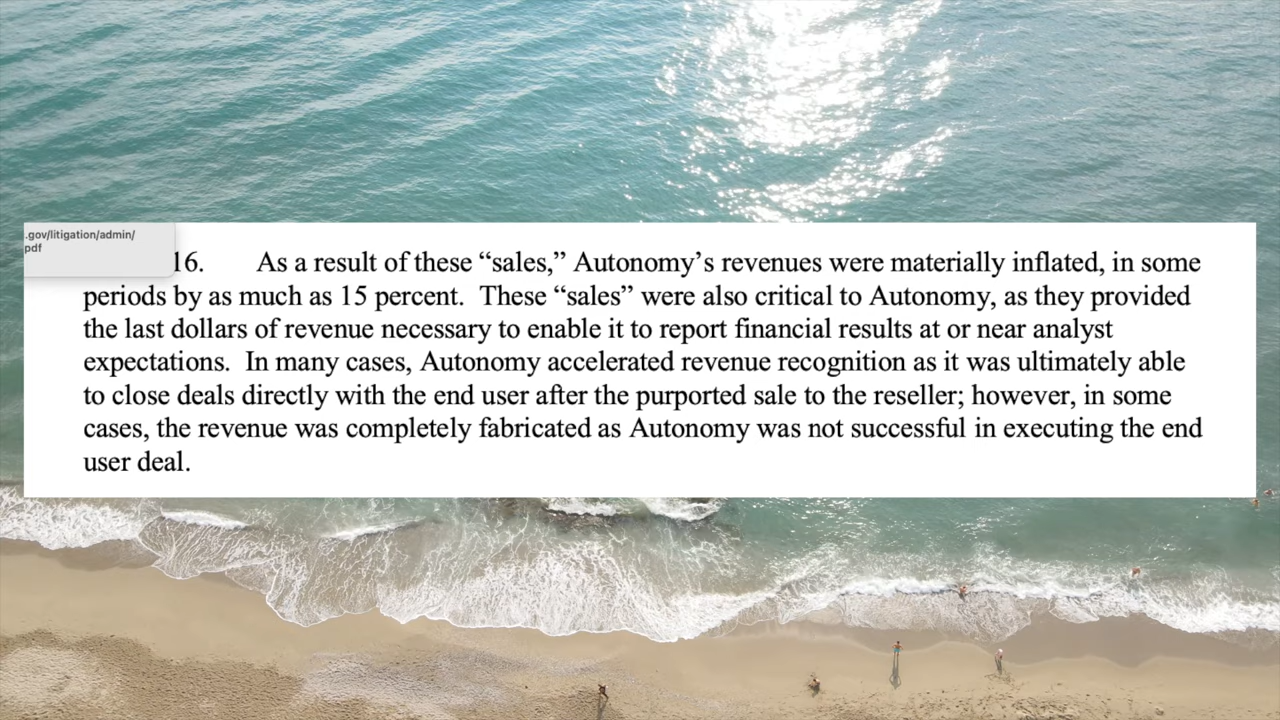 .gov/litigation/admin/
pdf
16. As a result of these “sales,” Autonomy’s revenues were materially inflated, in some
periods by as much as 15 percent. These “sales” were also critical to Autonomy, as they provided
the last dollars of revenue necessary to enable it to report financial results at or near analyst
expectations. In many cases, Autonomy accelerated revenue recognition as it was ultimately able
to close deals directly with the end user after the purported sale to the reseller; however, in some
cases, the revenue was completely fabricated as Autonomy was not successful in executing the end
user deal.